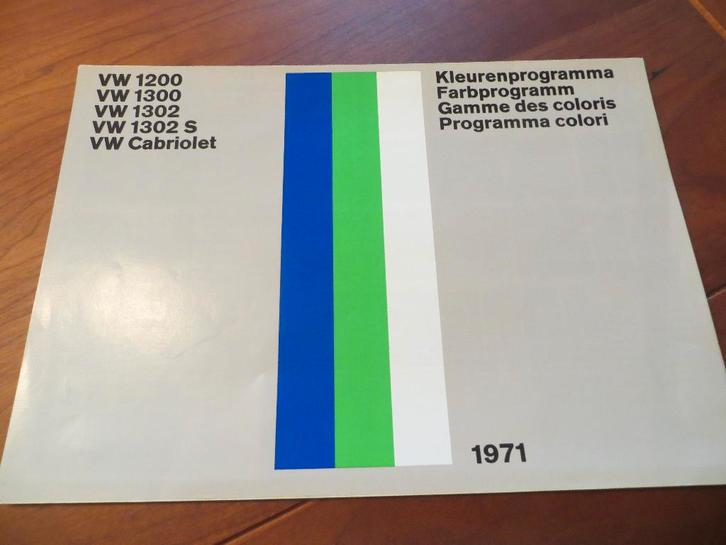 VW 1200
VW 1300
VW 1302
VW 1302 S
VW Cabriolet
Kleurenprogramma
Farbprogramm
Gamme des coloris
Programma colori
1971